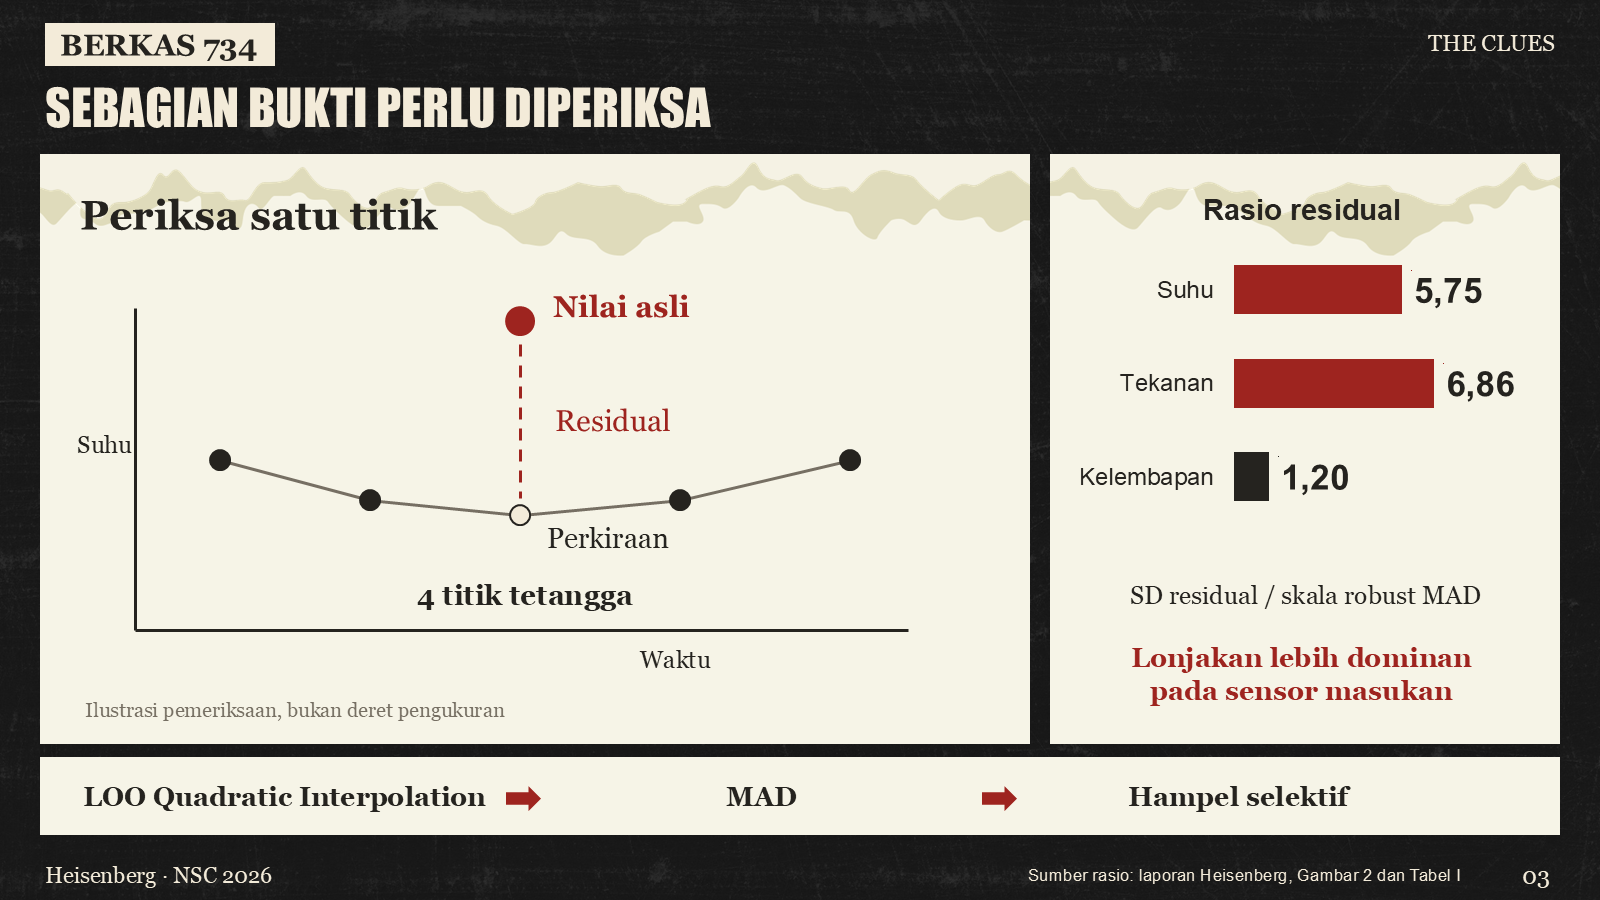 BERKAS 734
THE CLUES
SEBAGIAN BUKTI PERLU DIPERIKSA
Periksa satu titik
Nilai asli
Residual
Suhu
Perkiraan
4 titik tetangga
Waktu
Ilustrasi pemeriksaan, bukan deret pengukuran
Rasio residual
Suhu 5,75
Tekanan 6,86
Kelembapan 1,20
SD residual / skala robust MAD
Lonjakan lebih dominan
pada sensor masukan
LOO Quadratic Interpolation MAD Hampel selektif
Heisenberg · NSC 2026
Sumber rasio: laporan Heisenberg, Gambar 2 dan Tabel I
03